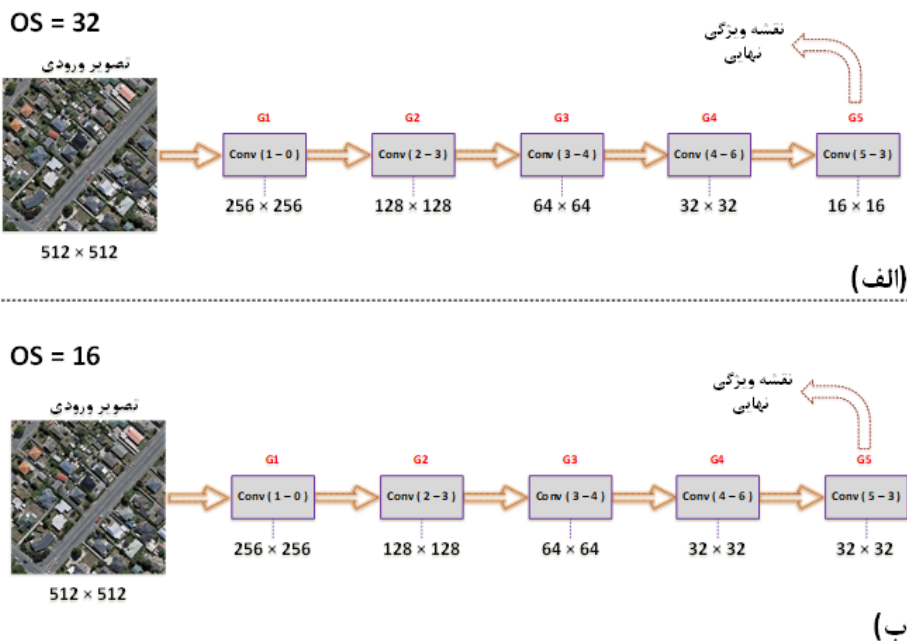 OS = 32
تصویر ورودی
نقشه ویژگی
نهایی
G1 G2 G3 G4 G5
Conv ( 1 – 0 ) Conv ( 2 – 3 ) Conv ( 3 – 4 ) Conv ( 4 – 6 ) Conv ( 5 – 3 )
256 × 256 128 × 128 64 × 64 32 × 32 16 × 16
512 × 512
الف)
OS = 16
تصویر ورودی
نقشه ویژگی
نهایی
G1 G2 G3 G4 G5
Conv ( 1 – 0 ) Conv ( 2 – 3 ) Conv ( 3 – 4 ) Conv ( 4 – 6 ) Conv ( 5 – 3 )
256 × 256 128 × 128 64 × 64 32 × 32 32 × 32
512 × 512
ب)